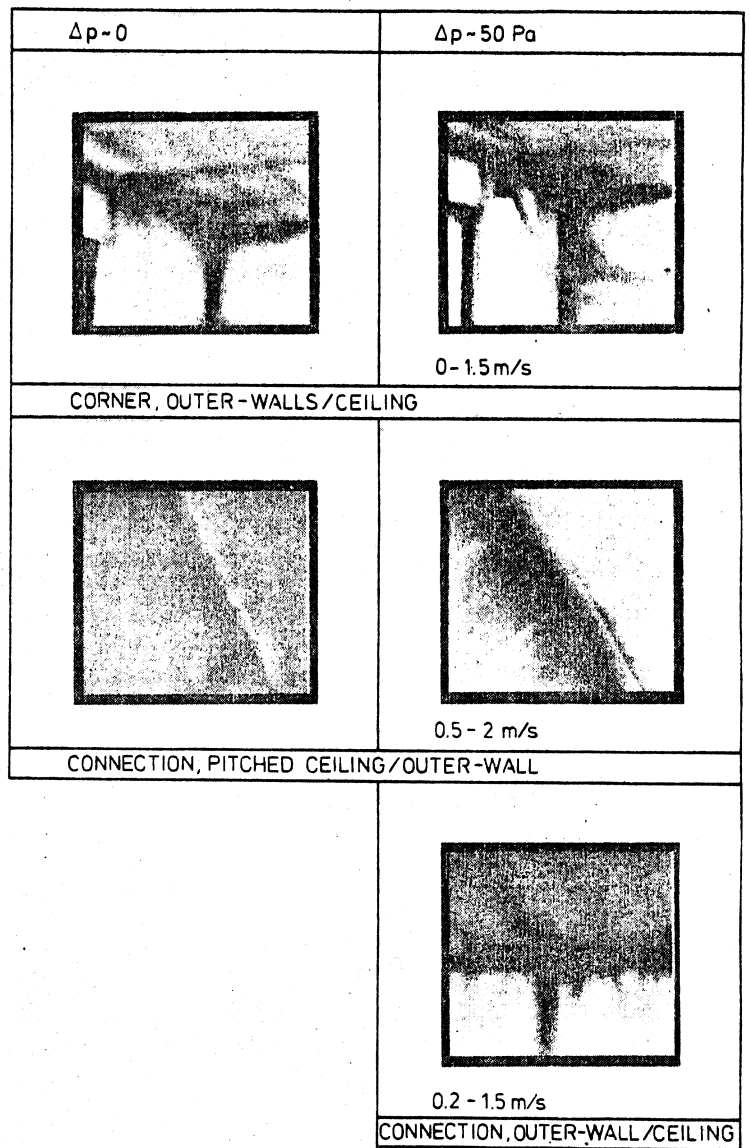 Δp~0
Δp~50 Pa
0-1.5 m/s
CORNER, OUTER-WALLS/CEILING
0.5-2 m/s
CONNECTION, PITCHED CEILING/OUTER-WALL
0.2-1.5 m/s
CONNECTION, OUTER-WALL/CEILING